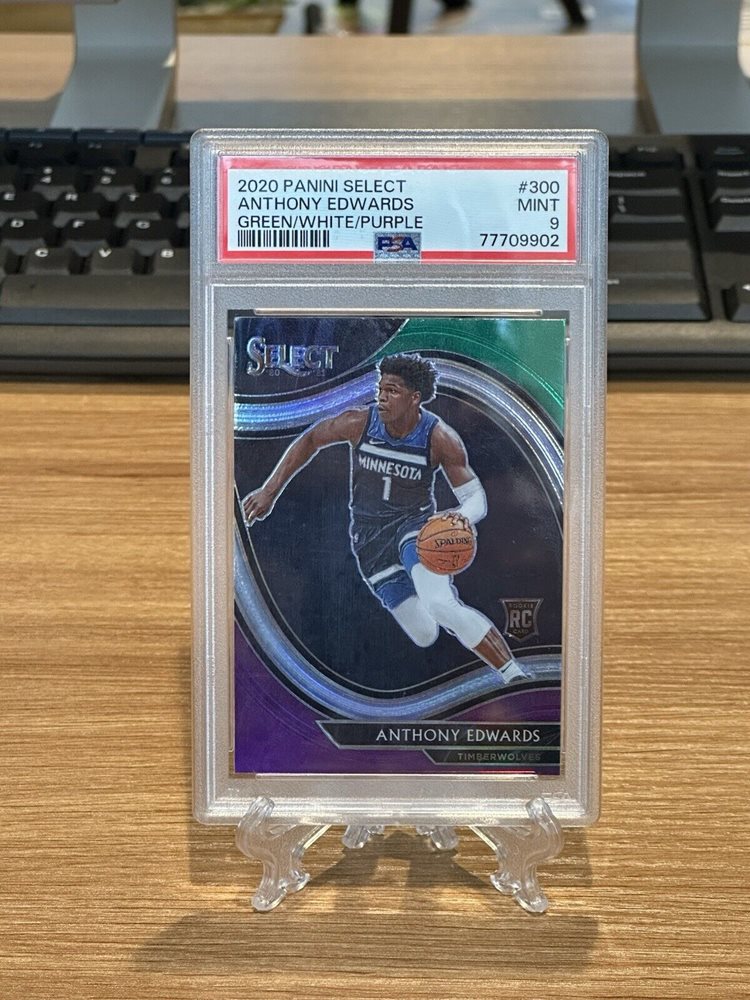 2020 PANINI SELECT #300
ANTHONY EDWARDS MINT
GREEN/WHITE/PURPLE 9
PSA 77709902
SELECT
MINNESOTA
1
SPALDING
ROOKIE
RC
CARD
ANTHONY EDWARDS
TIMBERWOLVES